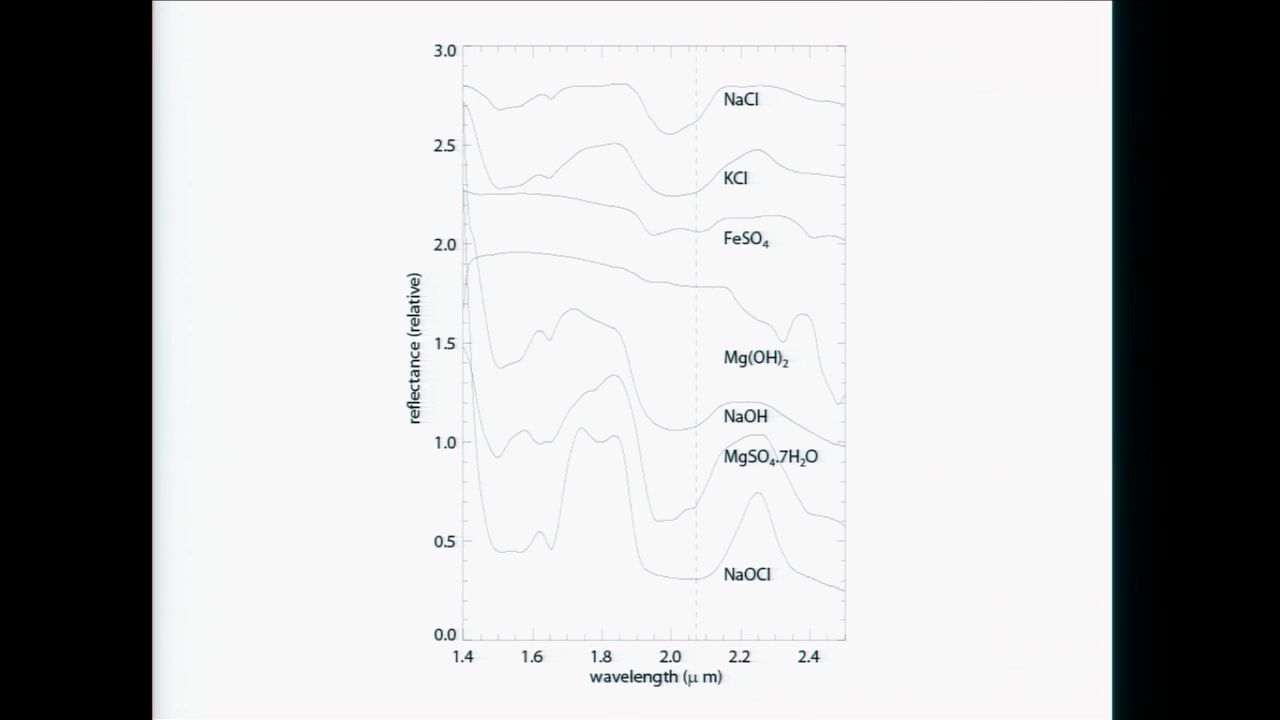 3.0
NaCl
2.5
KCl
FeSO₄
2.0
1.5
Mg(OH)₂
NaOH
1.0
MgSO₄.7H₂O
0.5
NaOCl
0.0
reflectance (relative)
1.4 1.6 1.8 2.0 2.2 2.4
wavelength (μ m)